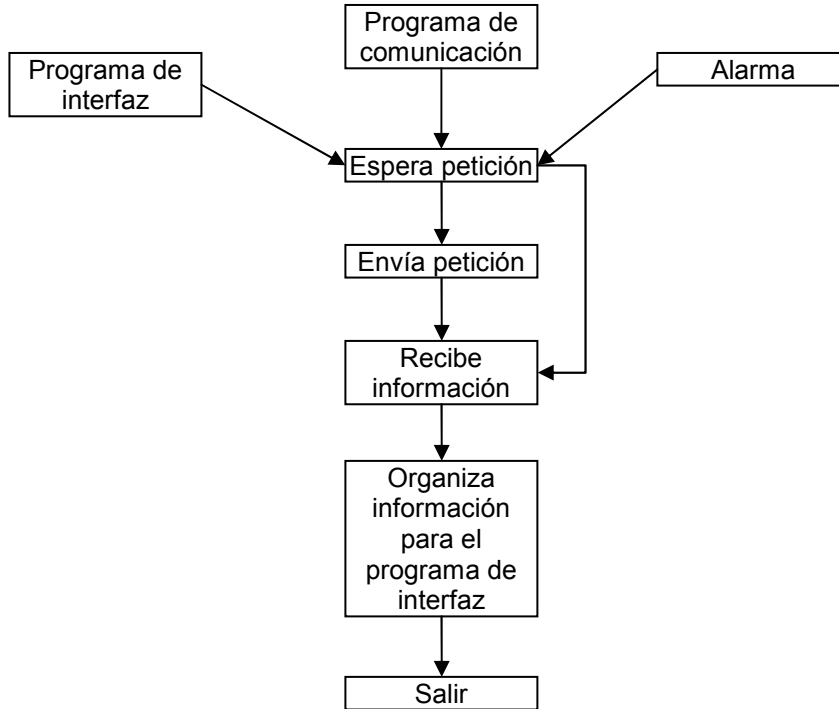 Programa de
comunicación
Programa de
interfaz
Alarma
Espera petición
Envía petición
Recibe
información
Organiza
información
para el
programa de
interfaz
Salir